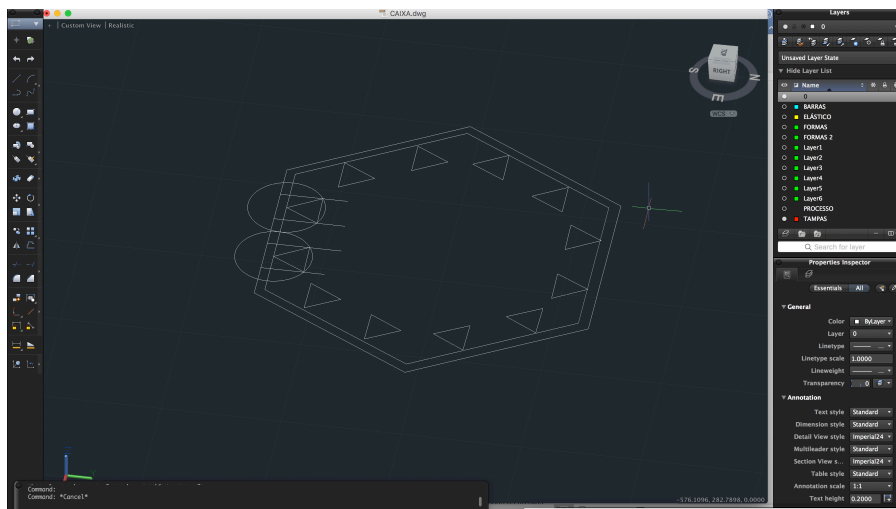 CAIXA.dwg
+ | Custom View | Realistic
RIGHT
S
E
N
WCS
-576.1096, 282.7898, 0.0000
Command:
Command: *Cancel*
Layers
0
Unsaved Layer State
Hide Layer List
Name
0
BARRAS
ELÁSTICO
FORMAS
FORMAS 2
Layer1
Layer2
Layer3
Layer4
Layer5
Layer6
PROCESSO
TAMPAS
Search for layer
Properties Inspector
Essentials All
General
Color ByLayer
Layer 0
Linetype
Linetype scale 1.0000
Lineweight
Transparency 0
Annotation
Text style Standard
Dimension style Standard
Detail View style Imperial24
Multileader style Standard
Section View s... Imperial24
Table style Standard
Annotation scale 1:1
Text height 0.2000